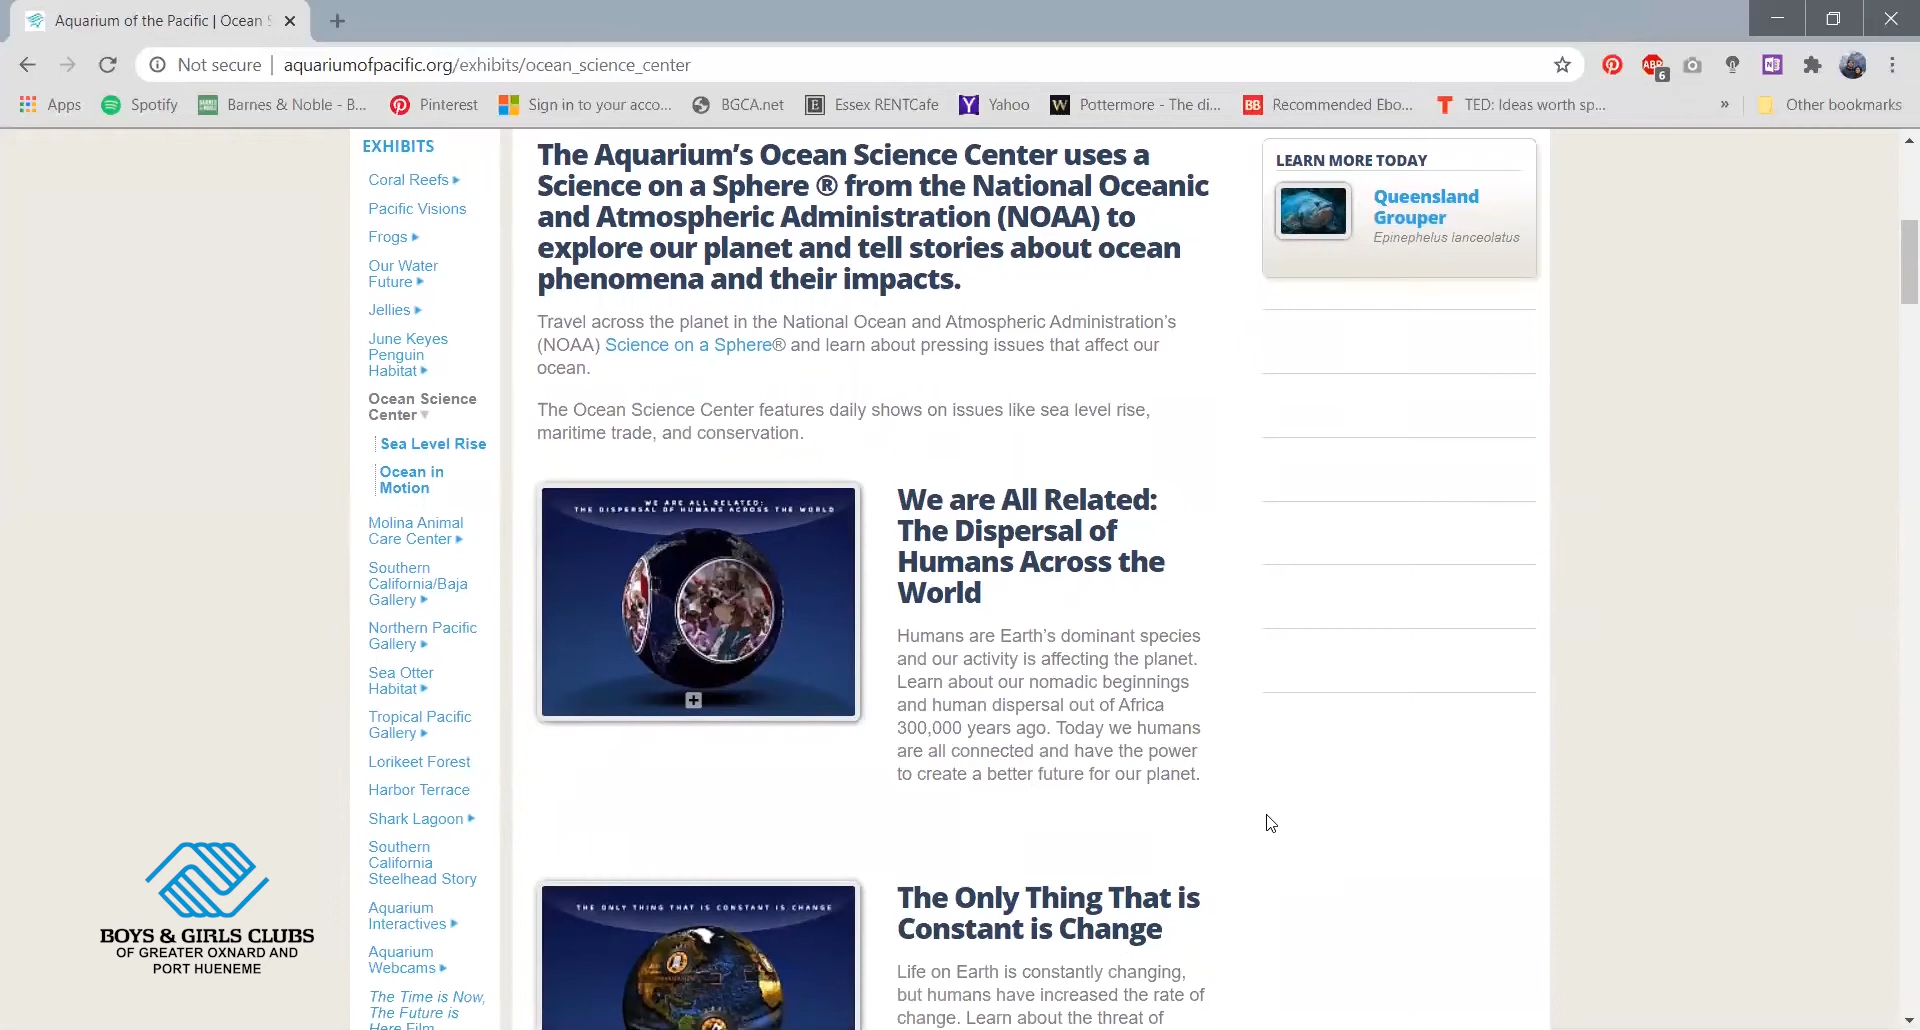 Aquarium of the Pacific | Ocean S
Not secure | aquariumofpacific.org/exhibits/ocean_science_center
ABP
6
Apps
Spotify
Barnes & Noble - B...
Pinterest
Sign in to your acco...
BGCA.net
Essex RENTCafe
Yahoo
Pottermore - The di...
BB Recommended Ebo...
TED: Ideas worth sp...
»
Other bookmarks
EXHIBITS
Coral Reefs
Pacific Visions
Frogs
Our Water
Future
Jellies
June Keyes
Penguin
Habitat
Ocean Science
Center
Sea Level Rise
Ocean in
Motion
Molina Animal
Care Center
Southern
California/Baja
Gallery
Northern Pacific
Gallery
Sea Otter
Habitat
Tropical Pacific
Gallery
Lorikeet Forest
Harbor Terrace
Shark Lagoon
Southern
California
Steelhead Story
Aquarium
Interactives
Aquarium
Webcams
The Time is Now,
The Future is
Here Film
The Aquarium’s Ocean Science Center uses a
Science on a Sphere ® from the National Oceanic
and Atmospheric Administration (NOAA) to
explore our planet and tell stories about ocean
phenomena and their impacts.
Travel across the planet in the National Ocean and Atmospheric Administration’s
(NOAA) Science on a Sphere® and learn about pressing issues that affect our
ocean.
The Ocean Science Center features daily shows on issues like sea level rise,
maritime trade, and conservation.
WE ARE ALL RELATED:
THE DISPERSAL OF HUMANS ACROSS THE WORLD
We are All Related:
The Dispersal of
Humans Across the
World
Humans are Earth’s dominant species
and our activity is affecting the planet.
Learn about our nomadic beginnings
and human dispersal out of Africa
300,000 years ago. Today we humans
are all connected and have the power
to create a better future for our planet.
THE ONLY THING THAT IS CONSTANT IS CHANGE
The Only Thing That is
Constant is Change
Life on Earth is constantly changing,
but humans have increased the rate of
change. Learn about the threat of
LEARN MORE TODAY
Queensland
Grouper
Epinephelus lanceolatus
BOYS & GIRLS CLUBS
OF GREATER OXNARD AND
PORT HUENEME